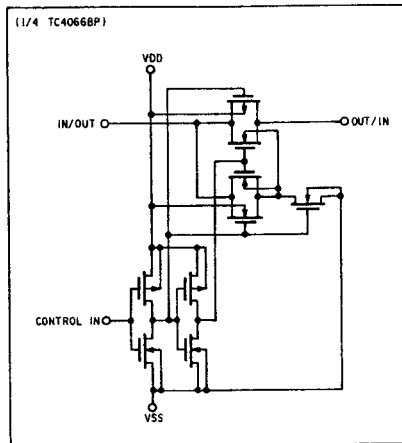 (1/4 TC4066BP)
VDD
IN/OUT
OUT/IN
CONTROL IN
VSS